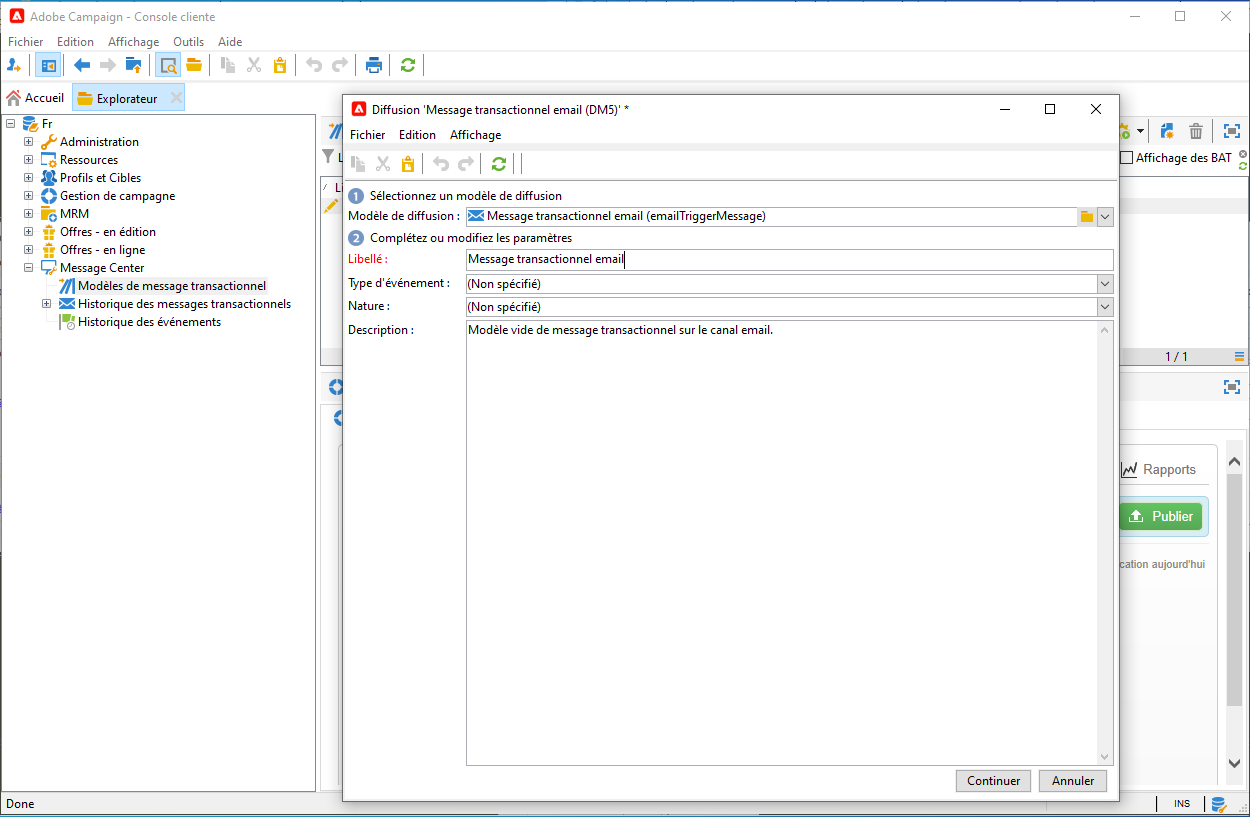 Adobe Campaign - Console cliente
Fichier Edition Affichage Outils Aide
Accueil Explorateur
Fr
Administration
Ressources
Profils et Cibles
Gestion de campagne
MRM
Offres - en édition
Offres - en ligne
Message Center
Modèles de message transactionnel
Historique des messages transactionnels
Historique des événements
Diffusion 'Message transactionnel email (DM5)' *
Fichier Edition Affichage
1 Sélectionnez un modèle de diffusion
Modèle de diffusion : Message transactionnel email (emailTriggerMessage)
2 Complétez ou modifiez les paramètres
Libellé : Message transactionnel email
Type d'événement : (Non spécifié)
Nature : (Non spécifié)
Description : Modèle vide de message transactionnel sur le canal email.
Continuer Annuler
Affichage des BAT
1 / 1
Rapports
Publier
cation aujourd'hui
Done
INS